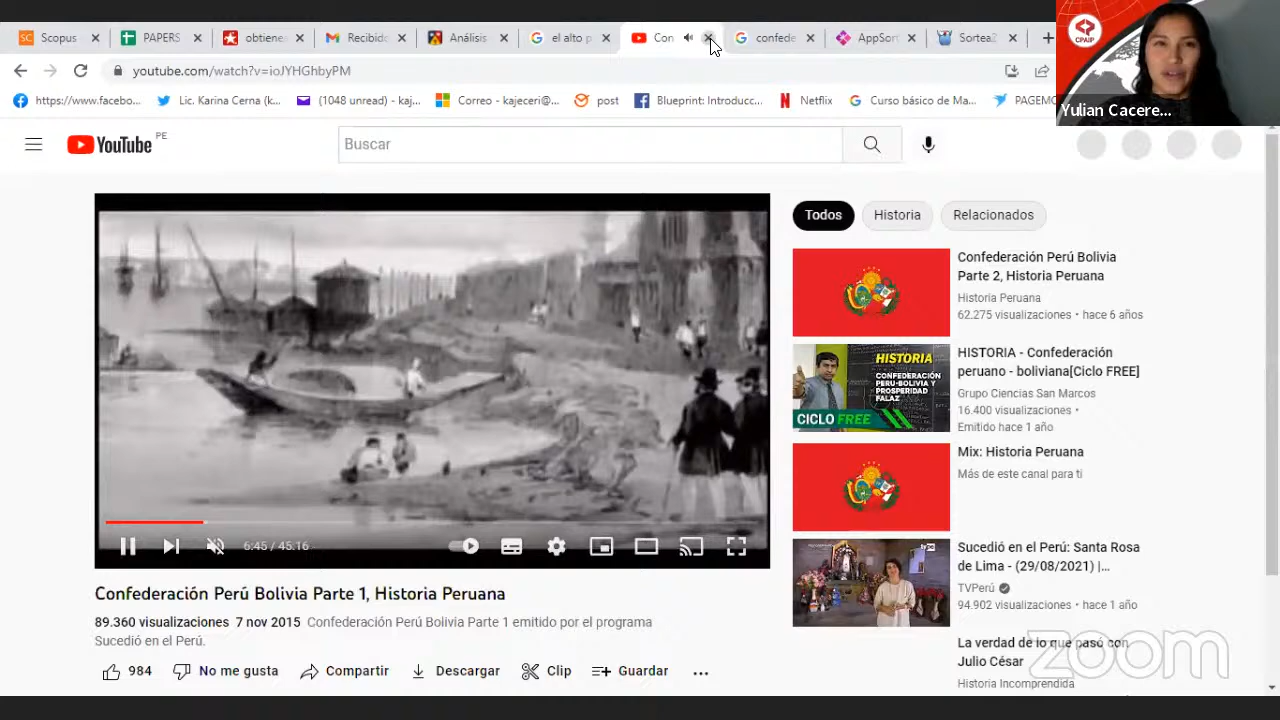 Scopus
PAPERS
obtiene
Recibid
Análisis
el alto p
Con
confede
AppSort
Sortea2
CPAIP
youtube.com/watch?v=ioJYHGhbyPM
https://www.facebo...
Lic. Karina Cerna (k...
(1048 unread) - kaj...
Correo - kajeceri@...
post
Blueprint: Introducc...
Netflix
Curso básico de Ma...
PAGEMO
Yulian Cacere...
YouTube PE
Buscar
Todos
Historia
Relacionados
Confederación Perú Bolivia
Parte 2, Historia Peruana
Historia Peruana
62.275 visualizaciones • hace 6 años
HISTORIA
CONFEDERACIÓN
PERÚ-BOLIVIA Y
PROSPERIDAD
FALAZ
CICLO FREE
HISTORIA - Confederación
peruano - boliviana[Ciclo FREE]
Grupo Ciencias San Marcos
16.400 visualizaciones •
Emitido hace 1 año
Mix: Historia Peruana
Más de este canal para ti
Sucedió en el Perú: Santa Rosa
de Lima - (29/08/2021) |...
TVPerú
94.902 visualizaciones • hace 1 año
La verdad de lo que pasó con
Julio César
Historia Incomprendida
6:45 / 45:16
Confederación Perú Bolivia Parte 1, Historia Peruana
89.360 visualizaciones 7 nov 2015 Confederación Perú Bolivia Parte 1 emitido por el programa
Sucedió en el Perú.
984
No me gusta
Compartir
Descargar
Clip
Guardar
zoom